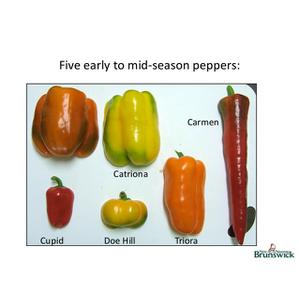 Five early to mid-season peppers:
Carmen
Catriona
Cupid
Doe Hill
Triora
Brunswick